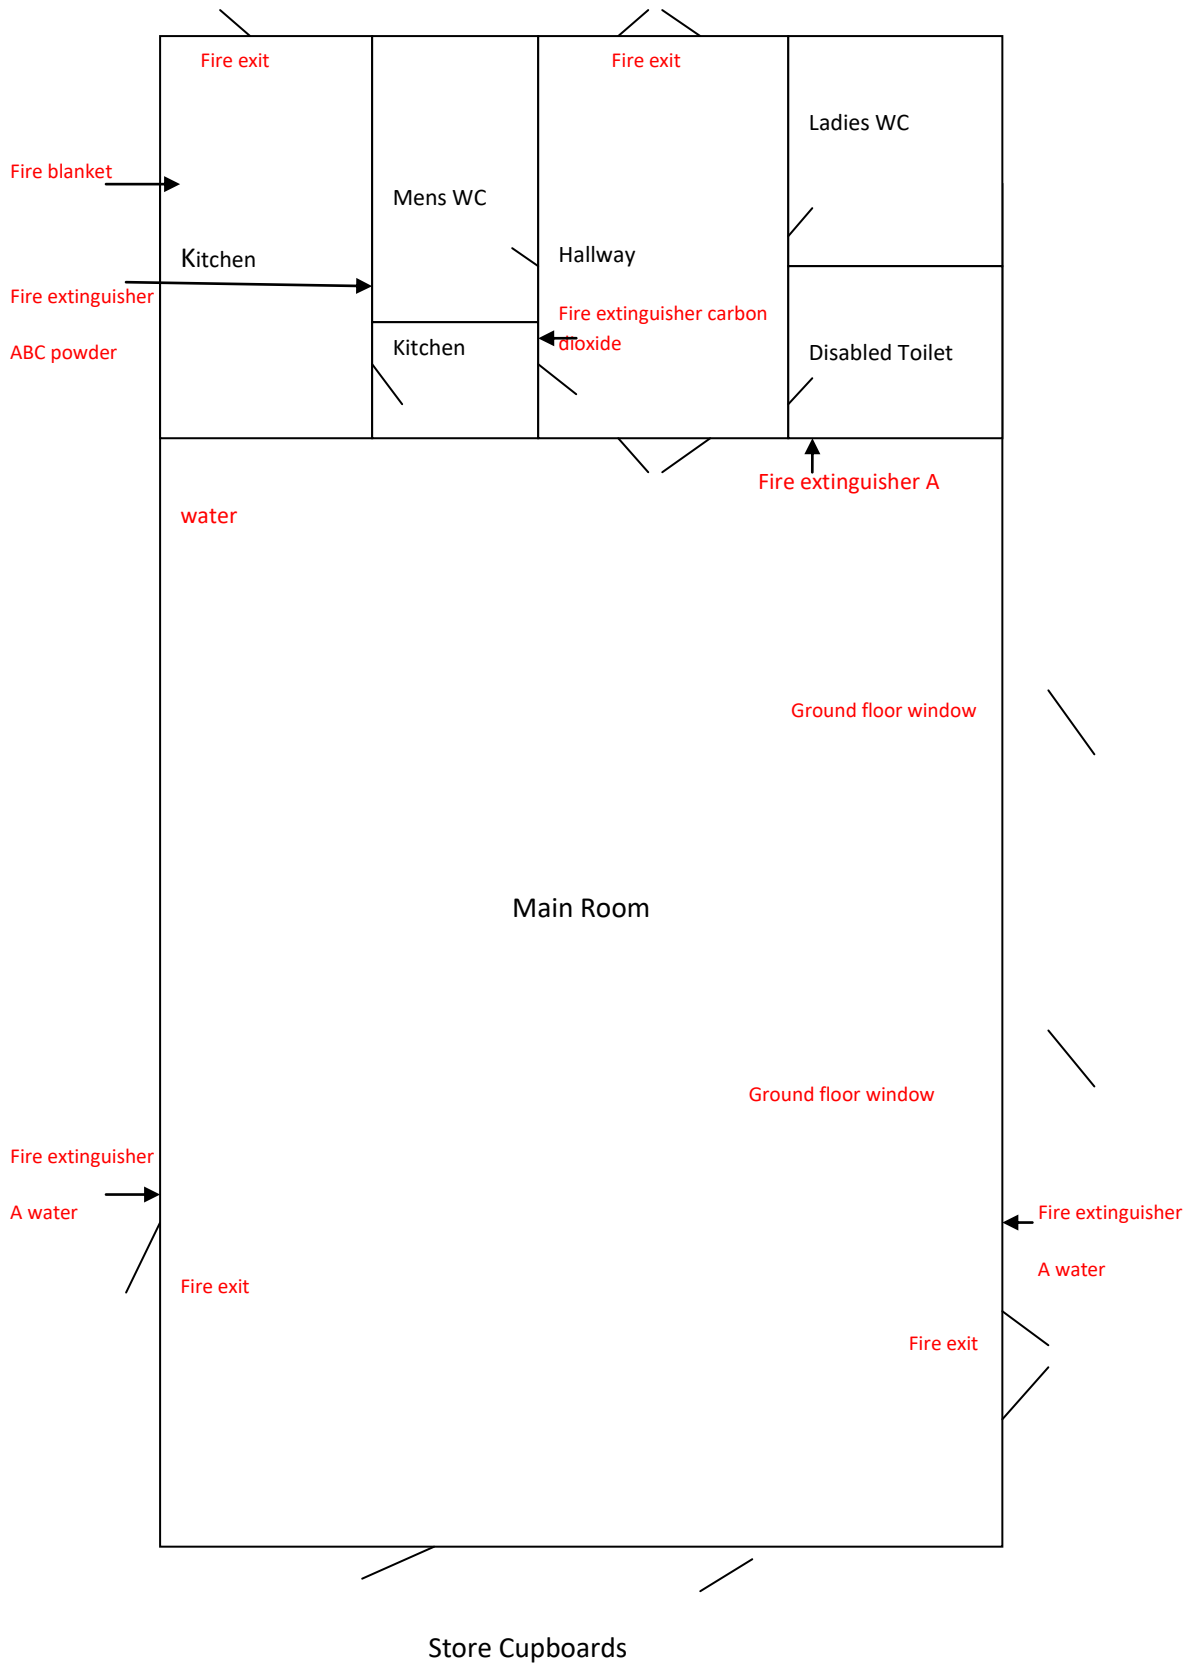 Fire exit
Fire exit
Ladies WC
Fire blanket
Mens WC
Kitchen
Hallway
Fire extinguisher
ABC powder
Fire extinguisher carbon
dioxide
Kitchen
Disabled Toilet
Fire extinguisher A
water
Ground floor window
Main Room
Ground floor window
Fire extinguisher
A water
Fire extinguisher
A water
Fire exit
Fire exit
Store Cupboards